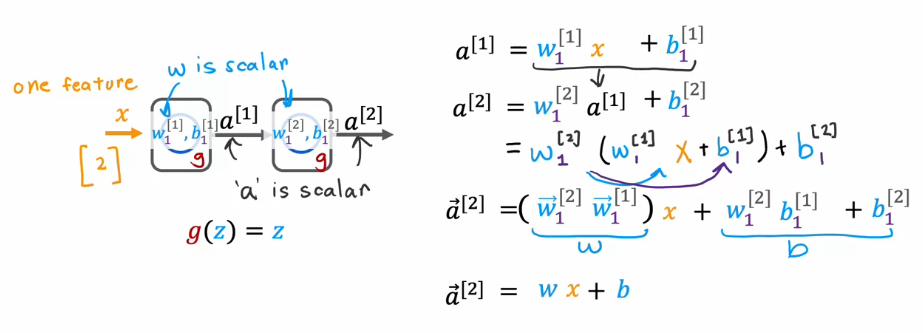 one feature
w is scalar
x
[2]
w₁^[1], b₁^[1]
g
a^[1]
w₁^[2], b₁^[2]
g
a^[2]
'a' is scalar
g(z) = z
a^[1] = w₁^[1] x + b₁^[1]
a^[2] = w₁^[2] a^[1] + b₁^[2]
= w₁^[2] (w₁^[1] x + b₁^[1]) + b₁^[2]
a⃗^[2] = (w⃗₁^[2] w⃗₁^[1]) x + w₁^[2] b₁^[1] + b₁^[2]
w b
a⃗^[2] = w x + b